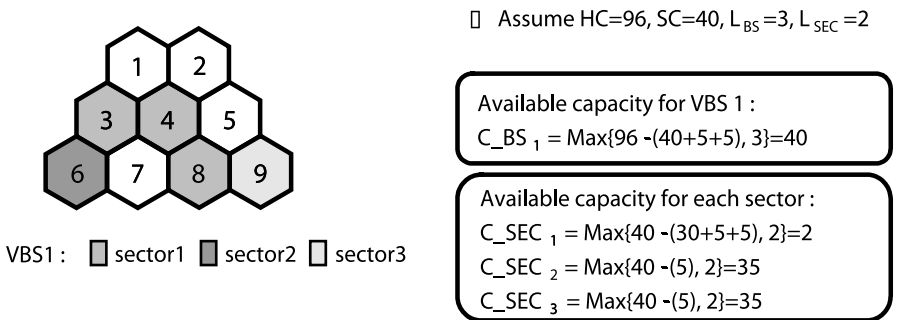 ▯ Assume HC=96, SC=40, L BS =3, L SEC =2
1 2
3 4 5
6 7 8 9
VBS1 : sector1 sector2 sector3
Available capacity for VBS 1 :
C_BS 1 = Max{96 -(40+5+5), 3}=40
Available capacity for each sector :
C_SEC 1 = Max{40 -(30+5+5), 2}=2
C_SEC 2 = Max{40 -(5), 2}=35
C_SEC 3 = Max{40 -(5), 2}=35